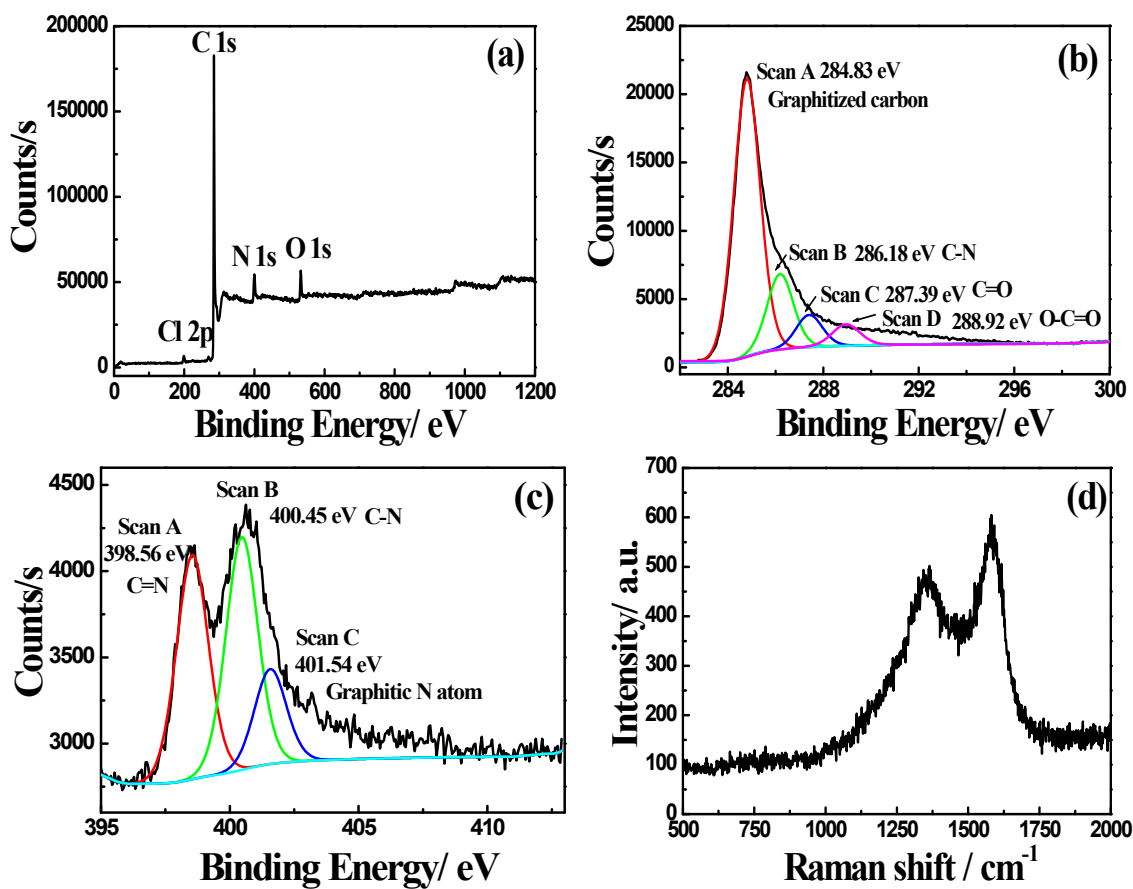 (a)
C 1s
N 1s
O 1s
Cl 2p
200000
175000
150000
125000
100000
75000
50000
25000
0
Counts/s
0 200 400 600 800 1000 1200
Binding Energy/ eV
(b)
Scan A 284.83 eV
Graphitized carbon
Scan B 286.18 eV C-N
Scan C 287.39 eV C=O
Scan D 288.92 eV O-C=O
25000
20000
15000
10000
5000
0
Counts/s
284 288 292 296 300
Binding Energy/ eV
(c)
Scan B
400.45 eV C-N
Scan A
398.56 eV
C=N
Scan C
401.54 eV
Graphitic N atom
4500
4000
3500
3000
Counts/s
395 400 405 410
Binding Energy/ eV
(d)
700
600
500
400
300
200
100
0
Intensity/ a.u.
500 750 1000 1250 1500 1750 2000
Raman shift / cm⁻¹